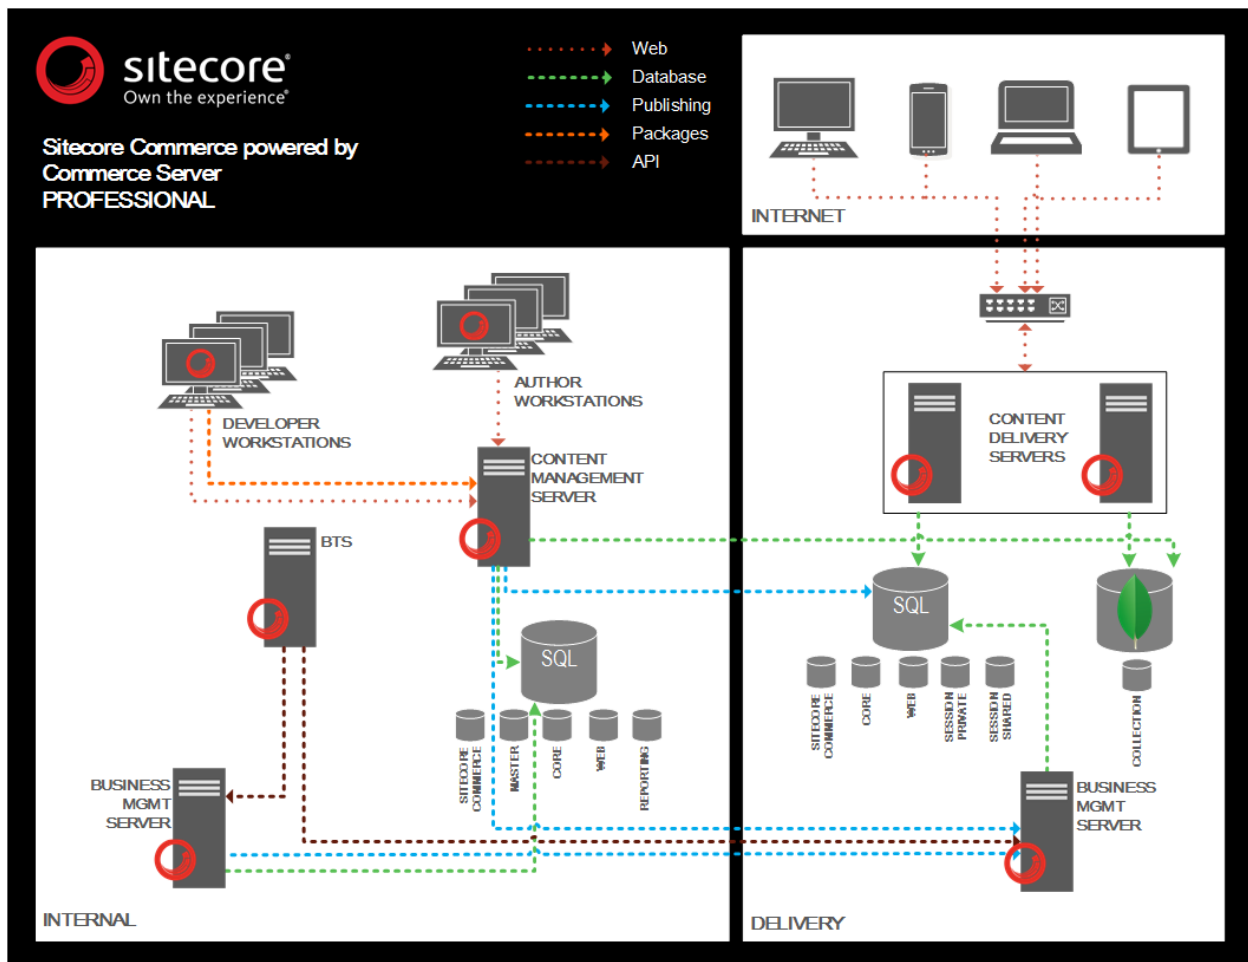 sitecore®
Own the experience®
Sitecore Commerce powered by
Commerce Server
PROFESSIONAL
Web
Database
Publishing
Packages
API
INTERNET
AUTHOR
WORKSTATIONS
DEVELOPER
WORKSTATIONS
CONTENT
MANAGEMENT
SERVER
BTS
SQL
SITECORE
COMMERCE
MASTER
CORE
WEB
REPORTING
BUSINESS
MGMT
SERVER
INTERNAL
CONTENT
DELIVERY
SERVERS
SQL
SITECORE
COMMERCE
CORE
WEB
SESSION
PRIVATE
SESSION
SHARED
COLLECTION
BUSINESS
MGMT
SERVER
DELIVERY